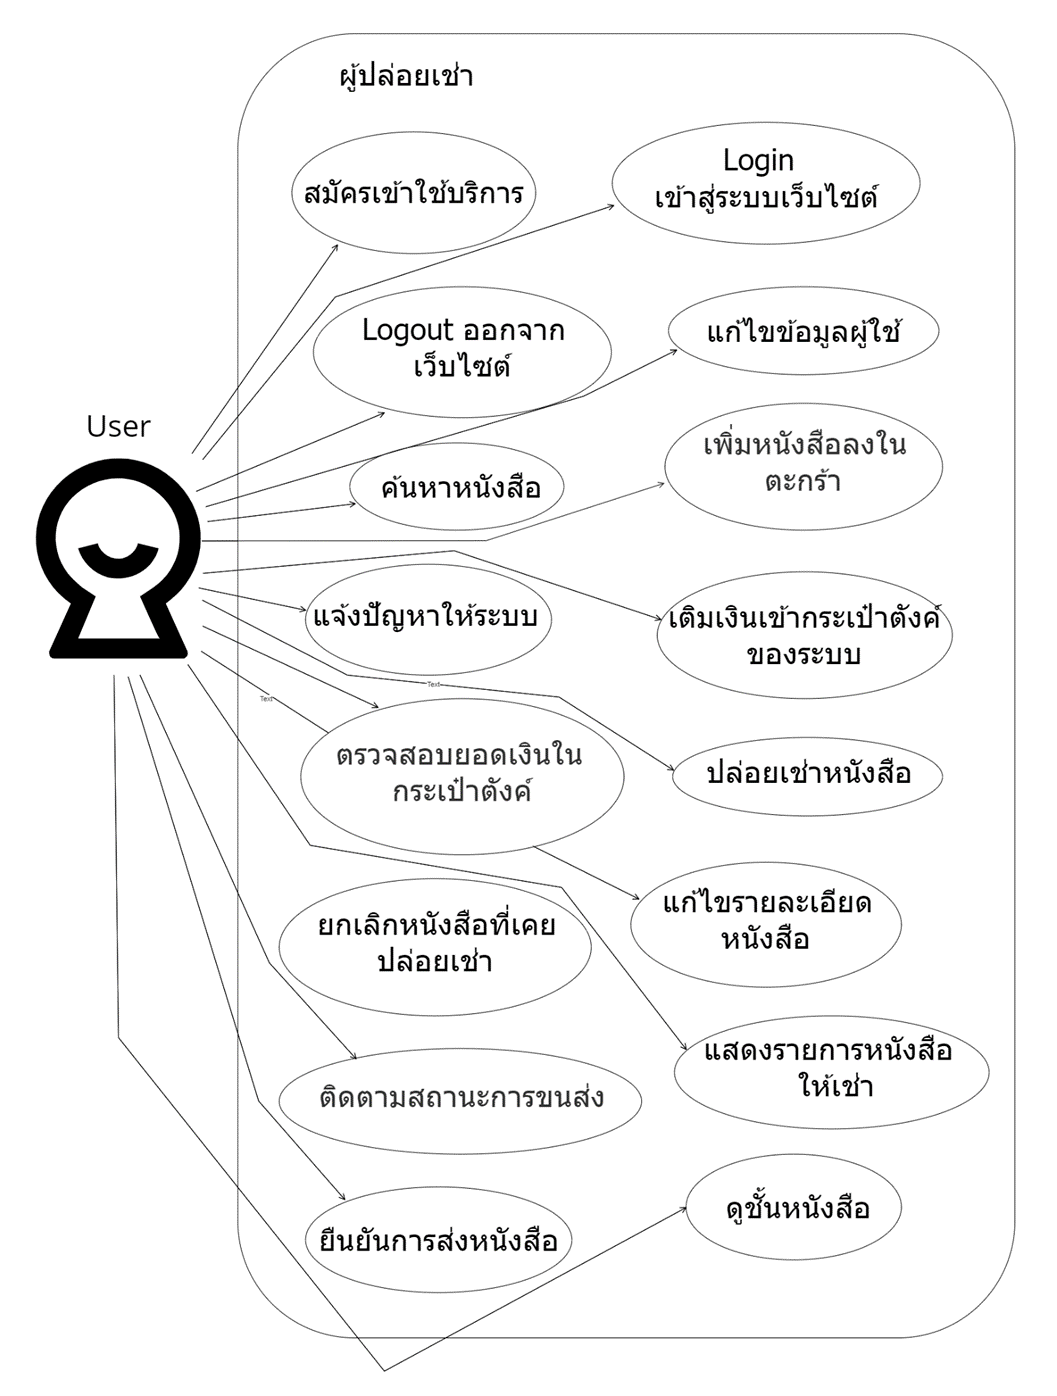 ผู้ปล่อยเช่า
สมัครเข้าใช้บริการ
Login
เข้าสู่ระบบเว็บไซต์
Logout ออกจาก
เว็บไซต์
แก้ไขข้อมูลผู้ใช้
User
ค้นหาหนังสือ
เพิ่มหนังสือลงใน
ตะกร้า
แจ้งปัญหาให้ระบบ
เติมเงินเข้ากระเป๋าตังค์
ของระบบ
Text
Text
ตรวจสอบยอดเงินใน
กระเป๋าตังค์
ปล่อยเช่าหนังสือ
แก้ไขรายละเอียด
หนังสือ
ยกเลิกหนังสือที่เคย
ปล่อยเช่า
แสดงรายการหนังสือ
ให้เช่า
ติดตามสถานะการขนส่ง
ดูชั้นหนังสือ
ยืนยันการส่งหนังสือ